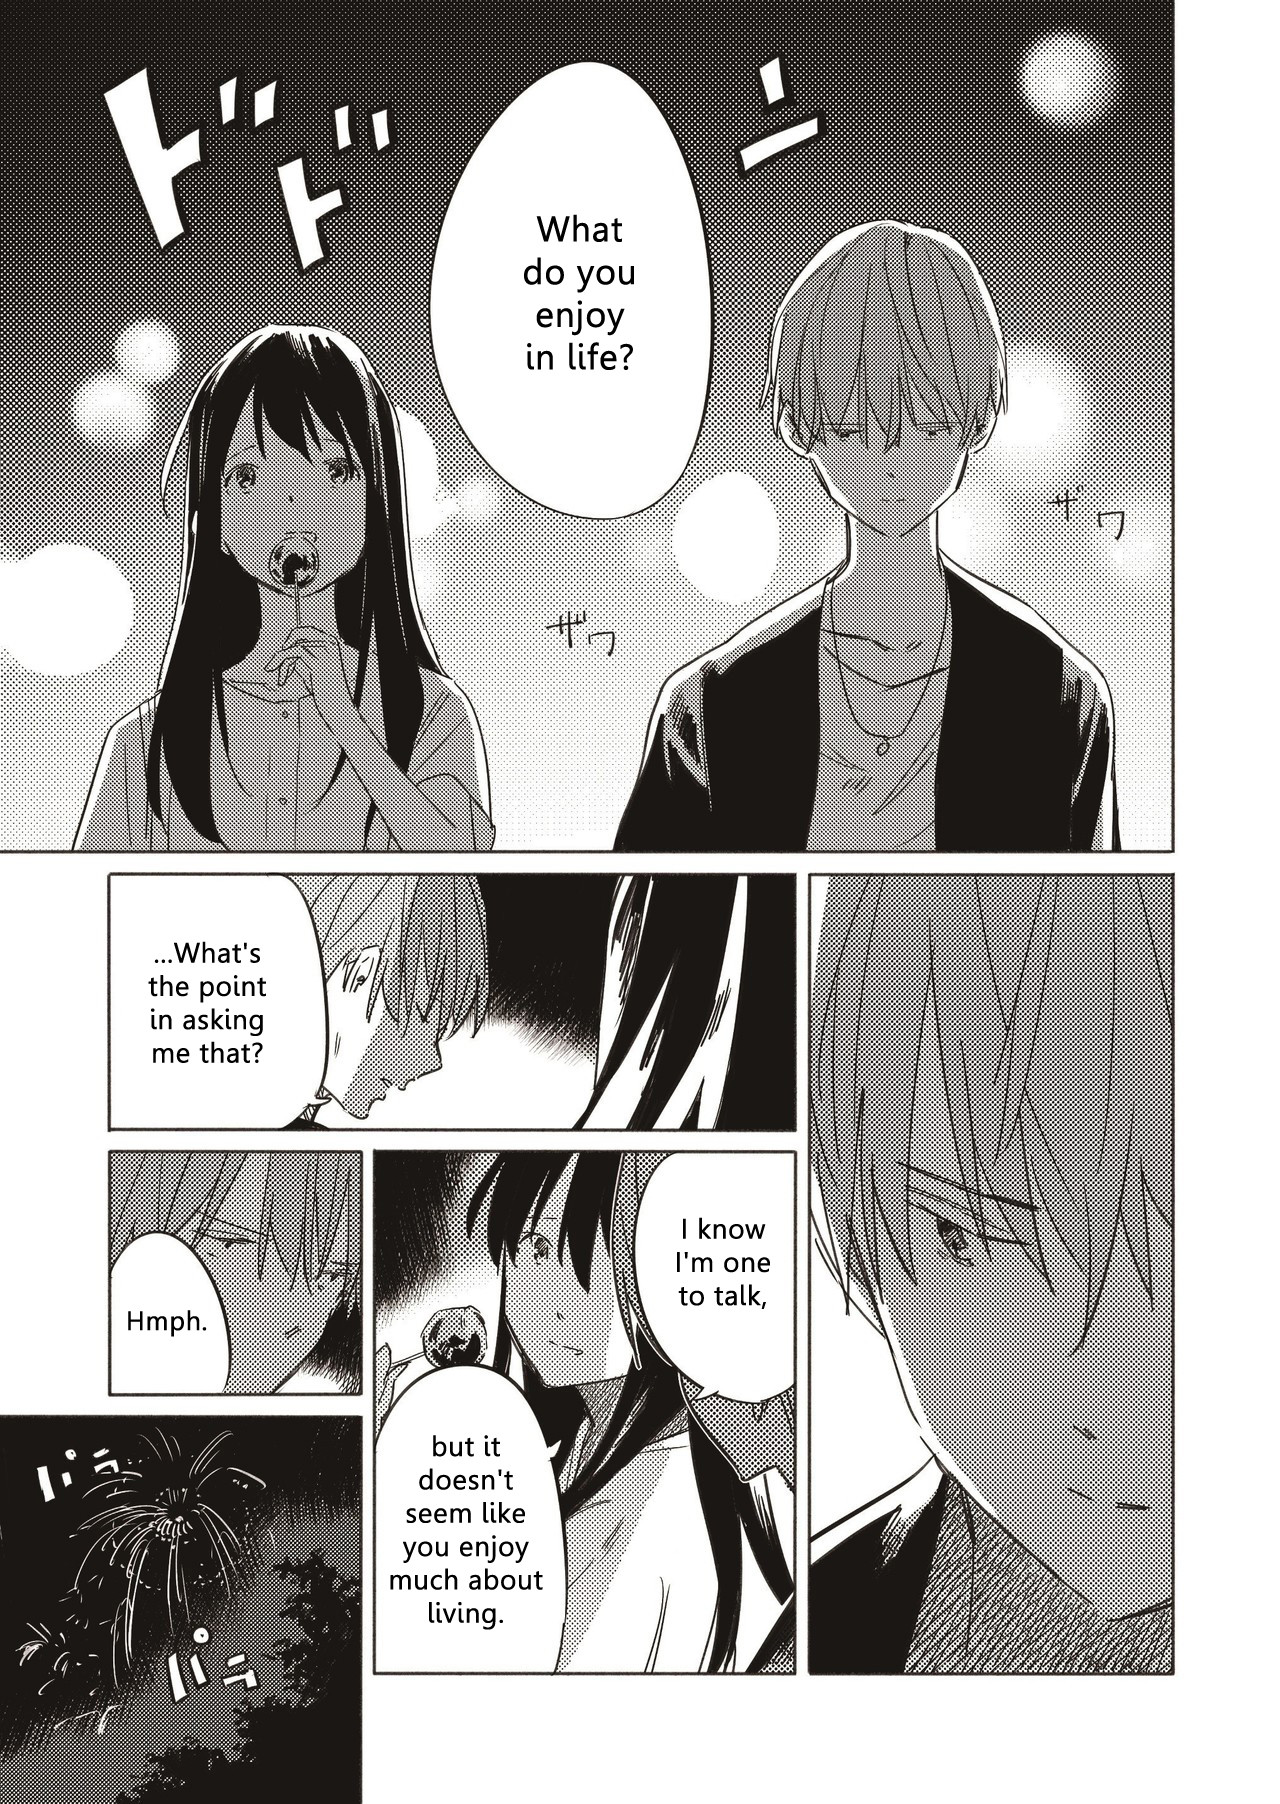 ドーン
ドド
What
do you
enjoy
in life?
ザワ
ザワ
...What's
the point
in asking
me that?
I know
I'm one
to talk,
but it
doesn't
seem like
you enjoy
much about
living.
Hmph.
パラ
パラ